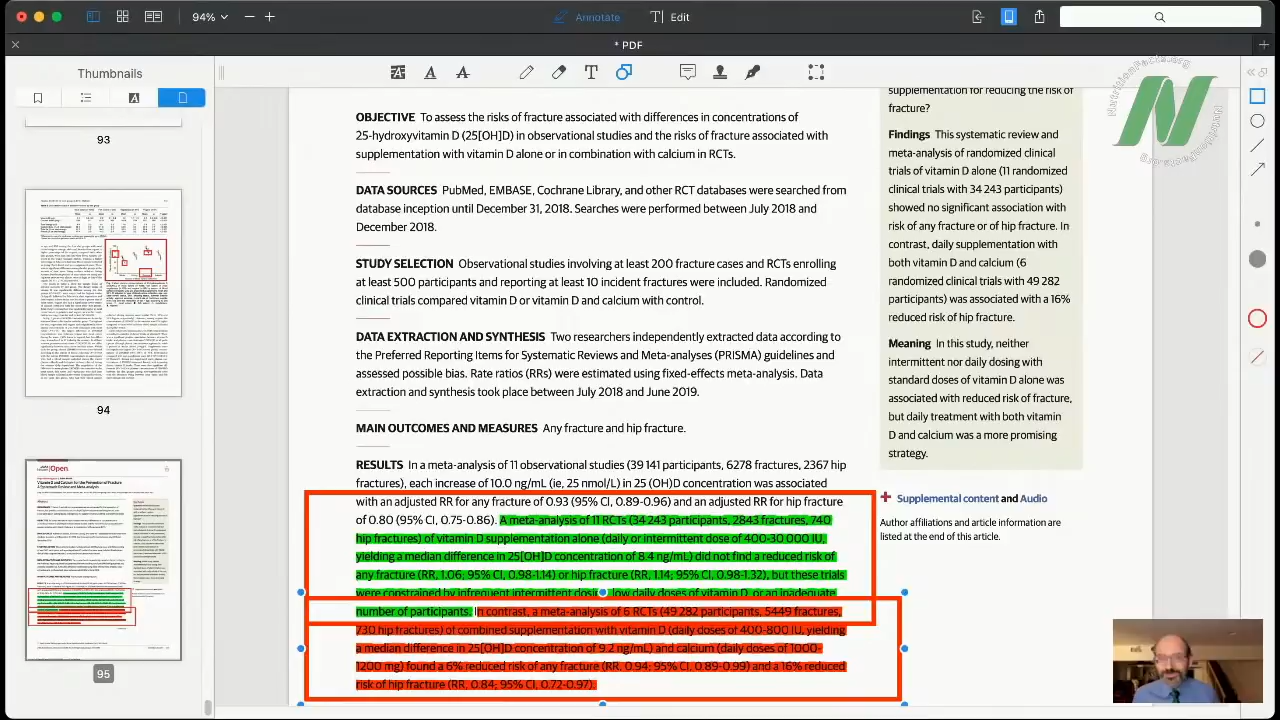 94%
Annotate
Edit
* PDF
Thumbnails
93
94
95
OBJECTIVE To assess the risks of fracture associated with differences in concentrations of
25-hydroxyvitamin D (25[OH]D) in observational studies and the risks of fracture associated with
supplementation with vitamin D alone or in combination with calcium in RCTs.
DATA SOURCES PubMed, EMBASE, Cochrane Library, and other RCT databases were searched from
database inception until December 31, 2018. Searches were performed between July 2018 and
December 2018.
STUDY SELECTION Observational studies involving at least 200 fracture cases and RCTs enrolling
at least 500 participants and reporting at least 10 incident fractures were included. Randomized
clinical trials compared vitamin D or vitamin D and calcium with control.
DATA EXTRACTION AND SYNTHESIS Two researchers independently extracted data according to
the Preferred Reporting Items for Systematic Reviews and Meta-analyses (PRISMA) guidelines and
assessed possible bias. Rate ratios (RRs) were estimated using fixed-effects meta-analysis. Data
extraction and synthesis took place between July 2018 and June 2019.
MAIN OUTCOMES AND MEASURES Any fracture and hip fracture.
RESULTS In a meta-analysis of 11 observational studies (39 141 participants, 6278 fractures, 2367 hip
fractures), each increase of 10.0 ng/mL (ie, 25 nmol/L) in 25 (OH)D concentration was associated
with an adjusted RR for any fracture of 0.93 (95% CI, 0.89-0.96) and an adjusted RR for hip fracture
of 0.80 (95% CI, 0.75-0.86). A meta-analysis of 11 RCTs (34 243 participants, 2843 fractures, 740
hip fractures) of vitamin D supplementation alone (daily or intermittent dose of 400-30 000 IU,
yielding a median difference in 25[OH]D concentration of 8.4 ng/mL) did not find a reduced risk of
any fracture (RR, 1.06; 95% CI, 0.98-1.14) or hip fracture (RR, 1.14; 95% CI, 0.98-1.32), but these trials
were constrained by infrequent intermittent dosing, low daily doses of vitamin D, or an inadequate
number of participants. In contrast, a meta-analysis of 6 RCTs (49 282 participants, 5449 fractures,
730 hip fractures) of combined supplementation with vitamin D (daily doses of 400-800 IU, yielding
a median difference in 25[OH]D concentration of 9.2 ng/mL) and calcium (daily doses of 1000-
1200 mg) found a 6% reduced risk of any fracture (RR, 0.94; 95% CI, 0.89-0.99) and a 16% reduced
risk of hip fracture (RR, 0.84; 95% CI, 0.72-0.97).
supplementation for reducing the risk of
fracture?
Findings This systematic review and
meta-analysis of randomized clinical
trials of vitamin D alone (11 randomized
clinical trials with 34 243 participants)
showed no significant association with
risk of any fracture or of hip fracture. In
contrast, daily supplementation with
both vitamin D and calcium (6
randomized clinical trials with 49 282
participants) was associated with a 16%
reduced risk of hip fracture.
Meaning In this study, neither
intermittent nor daily dosing with
standard doses of vitamin D alone was
associated with reduced risk of fracture,
but daily treatment with both vitamin
D and calcium was a more promising
strategy.
Supplemental content and Audio
Author affiliations and article information are
listed at the end of this article.
NutritionFacts.org